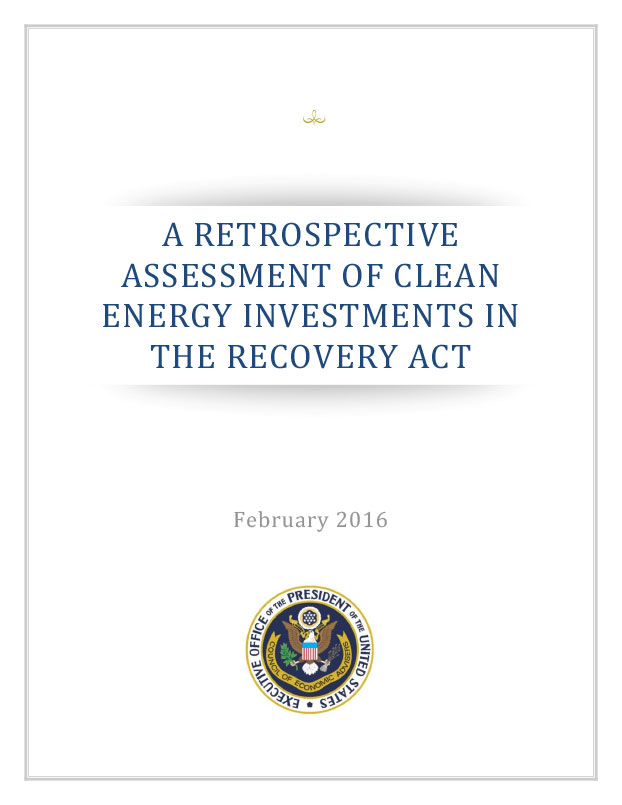 A RETROSPECTIVE
ASSESSMENT OF CLEAN
ENERGY INVESTMENTS IN
THE RECOVERY ACT
February 2016
EXECUTIVE OFFICE OF THE PRESIDENT OF THE UNITED STATES
COUNCIL OF ECONOMIC ADVISERS